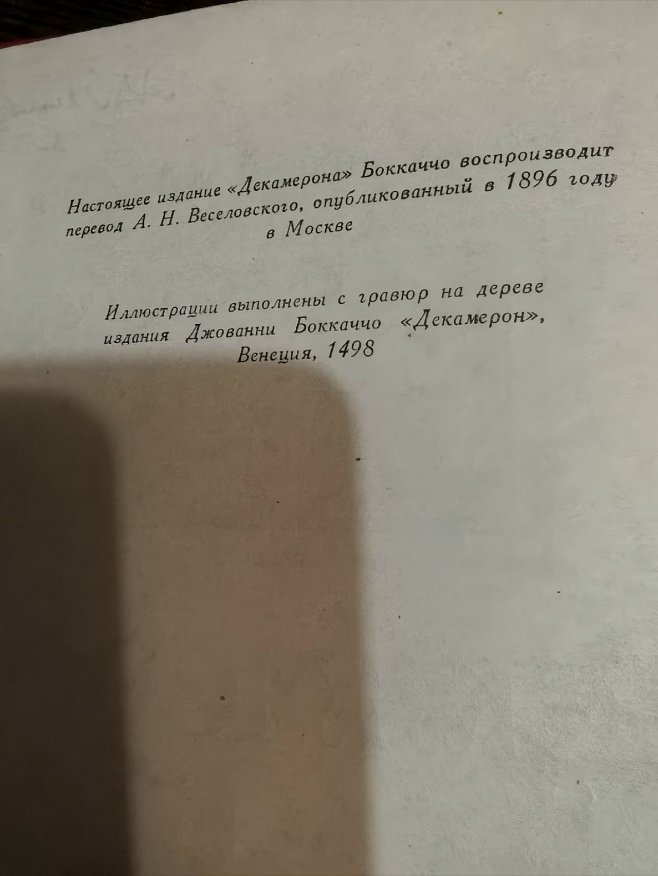 Настоящее издание «Декамерона» Боккаччо воспроизводит
перевод А. Н. Веселовского, опубликованный в 1896 году
в Москве
Иллюстрации выполнены с гравюр на дереве
издания Джованни Боккаччо «Декамерон»,
Венеция, 1498